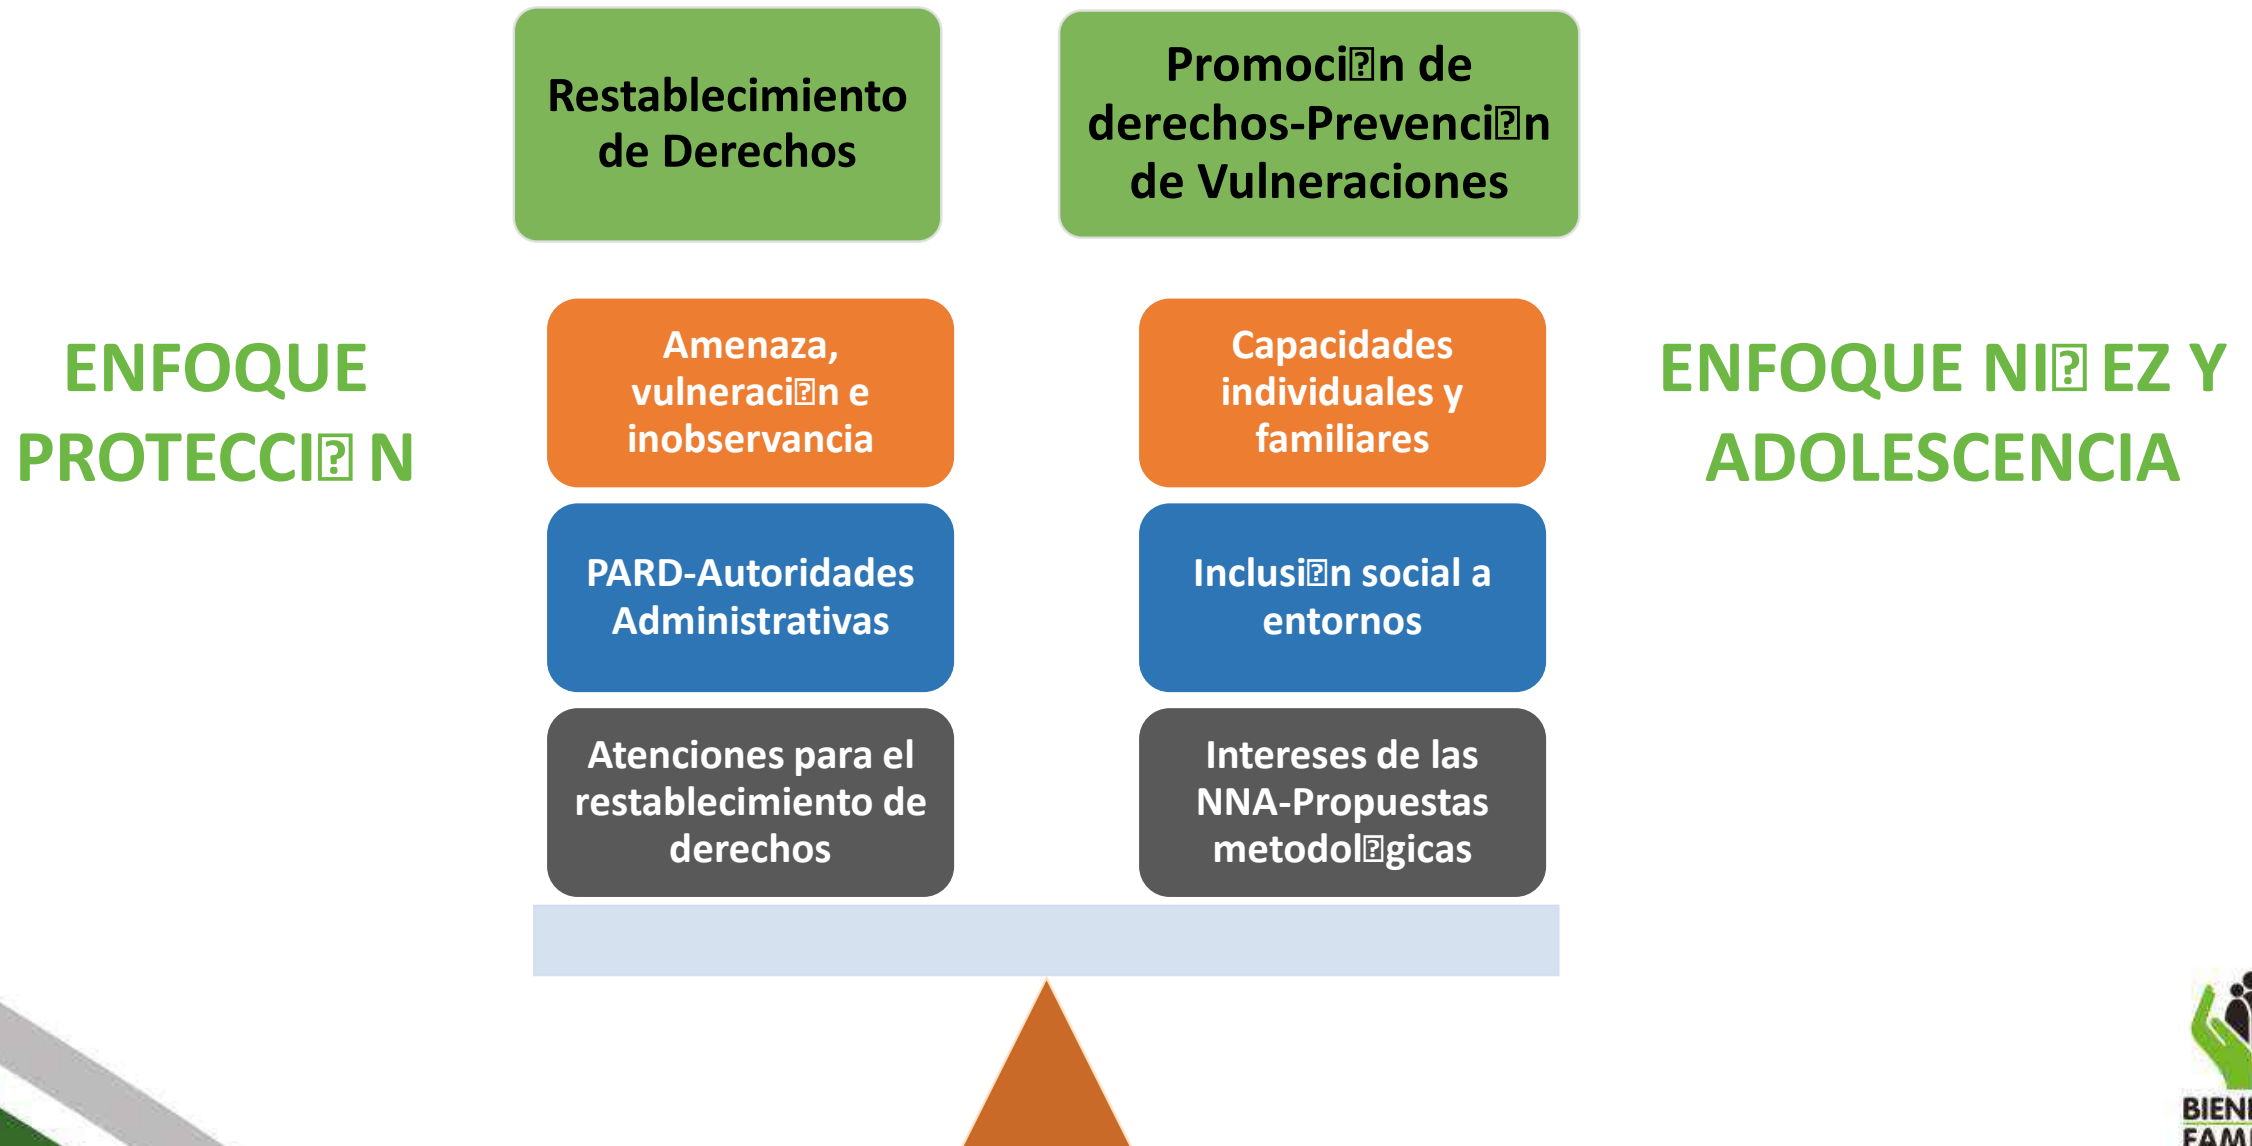 Restablecimiento
de Derechos
Promoci�n de
derechos-Prevenci�n
de Vulneraciones
ENFOQUE
PROTECCI� N
Amenaza,
vulneraci�n e
inobservancia
PARD-Autoridades
Administrativas
Atenciones para el
restablecimiento de
derechos
Capacidades
individuales y
familiares
Inclusi�n social a
entornos
Intereses de las
NNA-Propuestas
metodol�gicas
ENFOQUE NI� EZ Y
ADOLESCENCIA